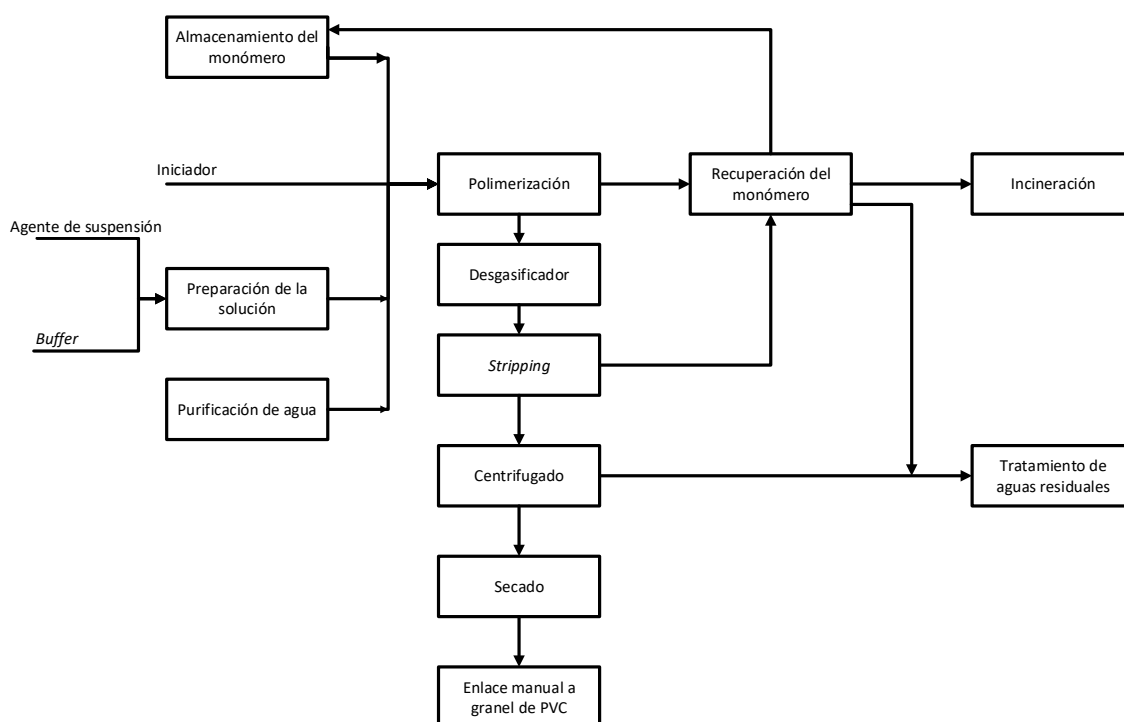 Almacenamiento del
monómero
Iniciador
Polimerización
Recuperación del
monómero
Incineración
Agente de suspensión
Preparación de la
solución
Desgasificador
Buffer
Stripping
Purificación de agua
Centrifugado
Tratamiento de
aguas residuales
Secado
Enlace manual a
granel de PVC